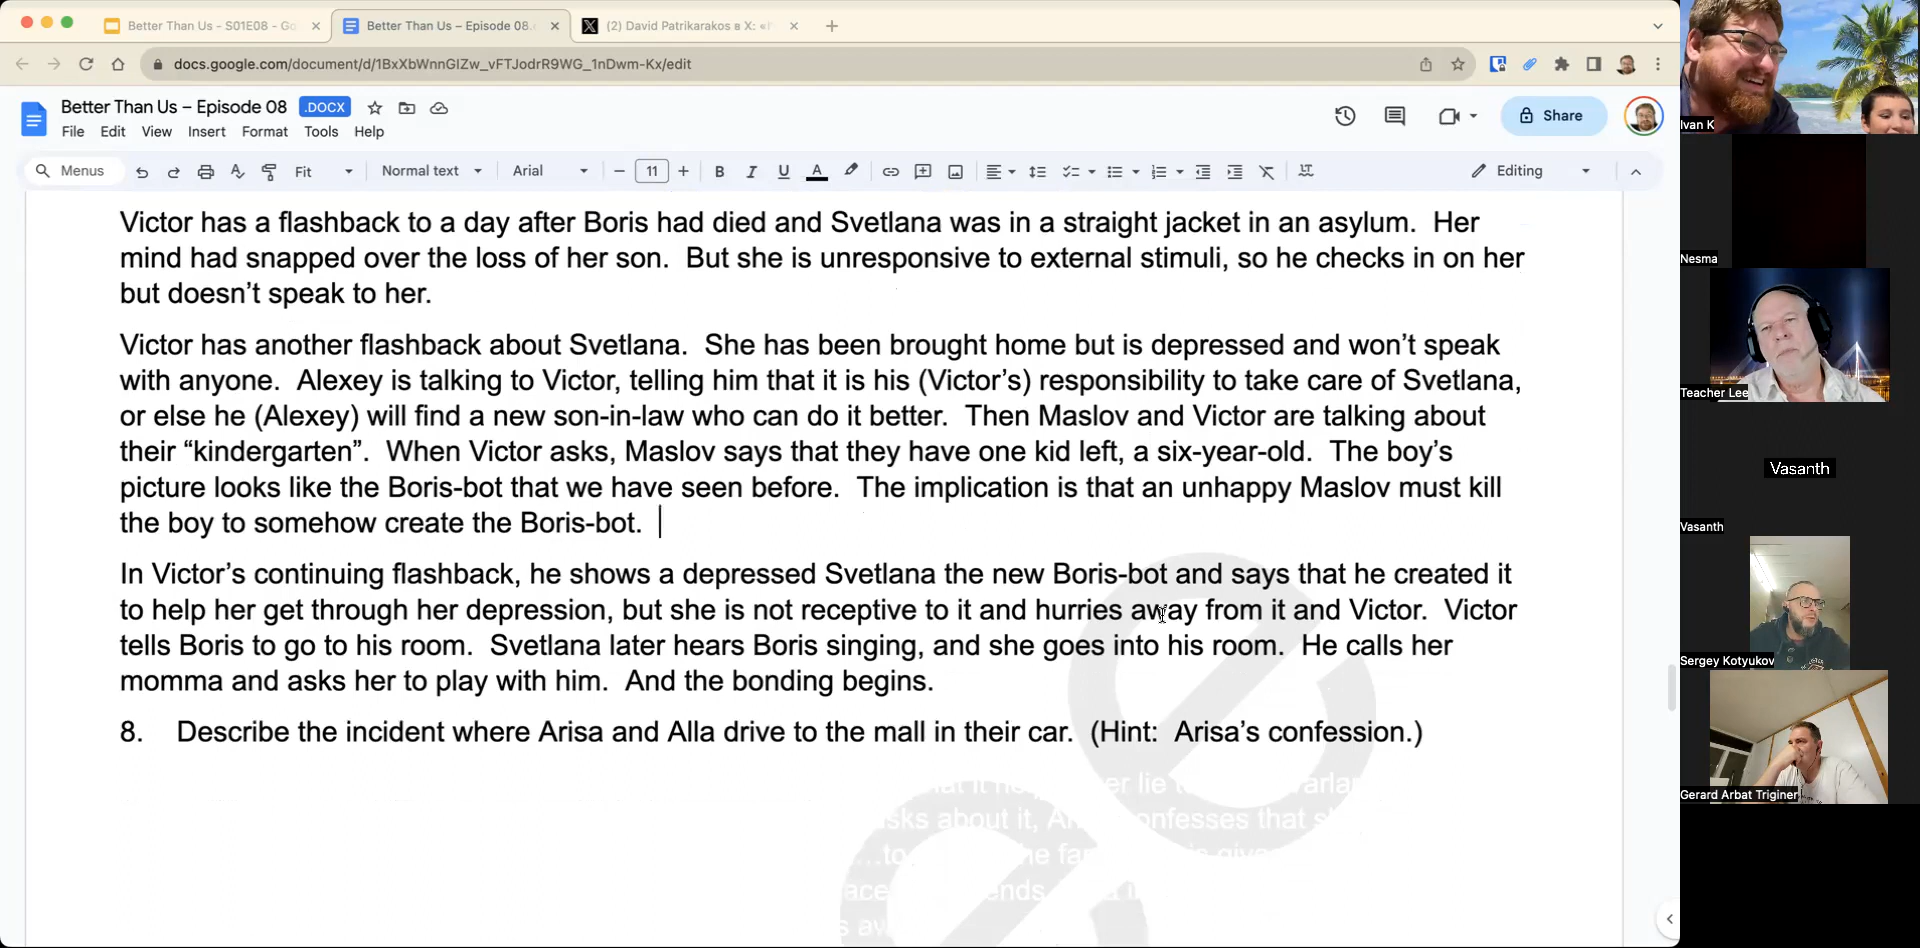 Better Than Us - S01E08 - Go
Better Than Us – Episode 08.
(2) David Patrikarakos в X: «
docs.google.com/document/d/1BxXbWnnGIZw_vFTJodrR9WG_1nDwm-Kx/edit
Better Than Us – Episode 08 .DOCX
Share
File Edit View Insert Format Tools Help
Menus Fit Normal text Arial 11 Editing
Victor has a flashback to a day after Boris had died and Svetlana was in a straight jacket in an asylum. Her
mind had snapped over the loss of her son. But she is unresponsive to external stimuli, so he checks in on her
but doesn’t speak to her.
Victor has another flashback about Svetlana. She has been brought home but is depressed and won’t speak
with anyone. Alexey is talking to Victor, telling him that it is his (Victor’s) responsibility to take care of Svetlana,
or else he (Alexey) will find a new son-in-law who can do it better. Then Maslov and Victor are talking about
their “kindergarten”. When Victor asks, Maslov says that they have one kid left, a six-year-old. The boy’s
picture looks like the Boris-bot that we have seen before. The implication is that an unhappy Maslov must kill
the boy to somehow create the Boris-bot.
In Victor’s continuing flashback, he shows a depressed Svetlana the new Boris-bot and says that he created it
to help her get through her depression, but she is not receptive to it and hurries away from it and Victor. Victor
tells Boris to go to his room. Svetlana later hears Boris singing, and she goes into his room. He calls her
momma and asks her to play with him. And the bonding begins.
8. Describe the incident where Arisa and Alla drive to the mall in their car. (Hint: Arisa’s confession.)
er lie
asks about it, confesses that
Ivan K
Nesma
Teacher Lee
Vasanth
Vasanth
Sergey Kotyukov
Gerard Arbat Triginer